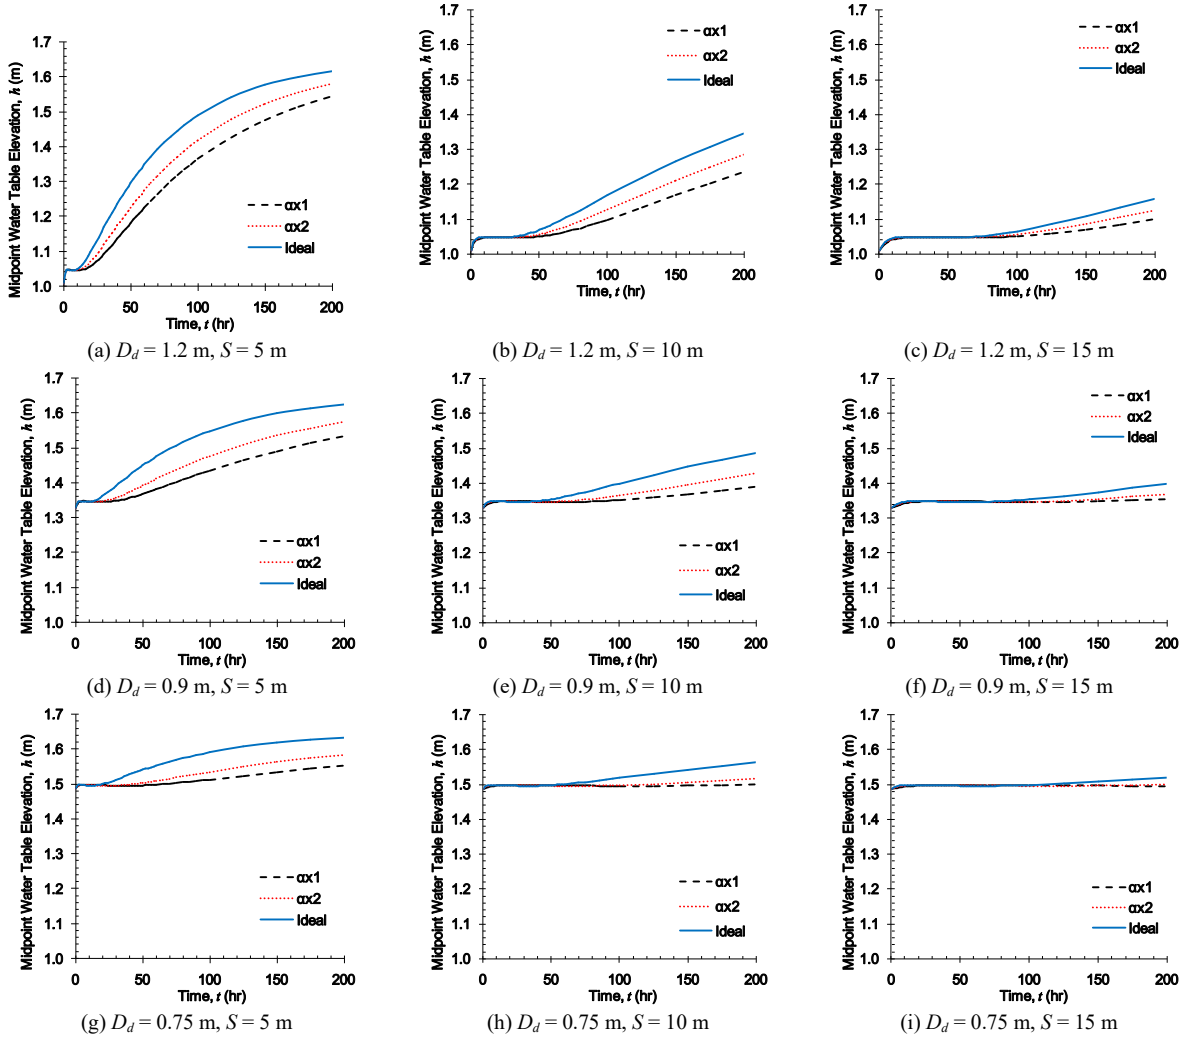 Midpoint Water Table Elevation, h (m)
1.7
1.6
1.5
1.4
1.3
1.2
1.1
1.0
0 50 100 150 200
Time, t (hr)
αx1
αx2
Ideal
(a) Dd = 1.2 m, S = 5 m
Midpoint Water Table Elevation, h (m)
1.7
1.6
1.5
1.4
1.3
1.2
1.1
1.0
0 50 100 150 200
Time, t (hr)
αx1
αx2
Ideal
(b) Dd = 1.2 m, S = 10 m
Midpoint Water Table Elevation, h (m)
1.7
1.6
1.5
1.4
1.3
1.2
1.1
1.0
0 50 100 150 200
Time, t (hr)
αx1
αx2
Ideal
(c) Dd = 1.2 m, S = 15 m
Midpoint Water Table Elevation, h (m)
1.7
1.6
1.5
1.4
1.3
1.2
1.1
1.0
0 50 100 150 200
Time, t (hr)
αx1
αx2
Ideal
(d) Dd = 0.9 m, S = 5 m
Midpoint Water Table Elevation, h (m)
1.7
1.6
1.5
1.4
1.3
1.2
1.1
1.0
0 50 100 150 200
Time, t (hr)
αx1
αx2
Ideal
(e) Dd = 0.9 m, S = 10 m
Midpoint Water Table Elevation, h (m)
1.7
1.6
1.5
1.4
1.3
1.2
1.1
1.0
0 50 100 150 200
Time, t (hr)
αx1
αx2
Ideal
(f) Dd = 0.9 m, S = 15 m
Midpoint Water Table Elevation, h (m)
1.7
1.6
1.5
1.4
1.3
1.2
1.1
1.0
0 50 100 150 200
Time, t (hr)
αx1
αx2
Ideal
(g) Dd = 0.75 m, S = 5 m
Midpoint Water Table Elevation, h (m)
1.7
1.6
1.5
1.4
1.3
1.2
1.1
1.0
0 50 100 150 200
Time, t (hr)
αx1
αx2
Ideal
(h) Dd = 0.75 m, S = 10 m
Midpoint Water Table Elevation, h (m)
1.7
1.6
1.5
1.4
1.3
1.2
1.1
1.0
0 50 100 150 200
Time, t (hr)
αx1
αx2
Ideal
(i) Dd = 0.75 m, S = 15 m